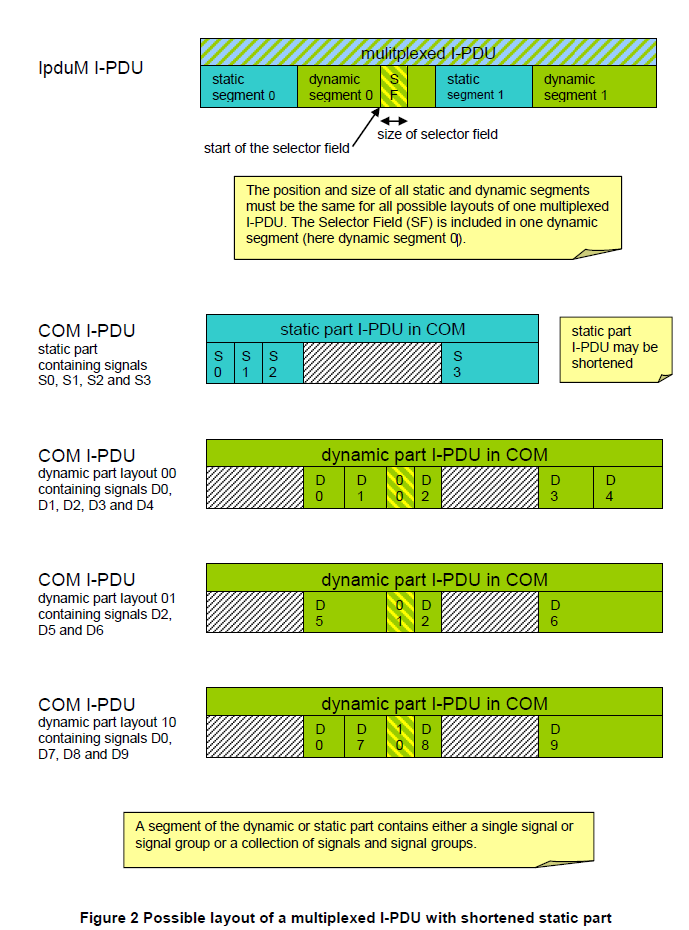 IpduM I-PDU
mulitplexed I-PDU
static
segment 0
dynamic
segment 0
S
F
static
segment 1
dynamic
segment 1
start of the selector field
size of selector field
The position and size of all static and dynamic segments
must be the same for all possible layouts of one multiplexed
I-PDU. The Selector Field (SF) is included in one dynamic
segment (here dynamic segment 0).
COM I-PDU
static part
containing signals
S0, S1, S2 and S3
static part I-PDU in COM
S
0
S
1
S
2
S
3
static part
I-PDU may be
shortened
COM I-PDU
dynamic part layout 00
containing signals D0,
D1, D2, D3 and D4
dynamic part I-PDU in COM
D
0
D
1
0
0
D
2
D
3
D
4
COM I-PDU
dynamic part layout 01
containing signals D2,
D5 and D6
dynamic part I-PDU in COM
D
5
0
1
D
2
D
6
COM I-PDU
dynamic part layout 10
containing signals D0,
D7, D8 and D9
dynamic part I-PDU in COM
D
0
D
7
1
0
D
8
D
9
A segment of the dynamic or static part contains either a single signal or
signal group or a collection of signals and signal groups.
Figure 2 Possible layout of a multiplexed I-PDU with shortened static part